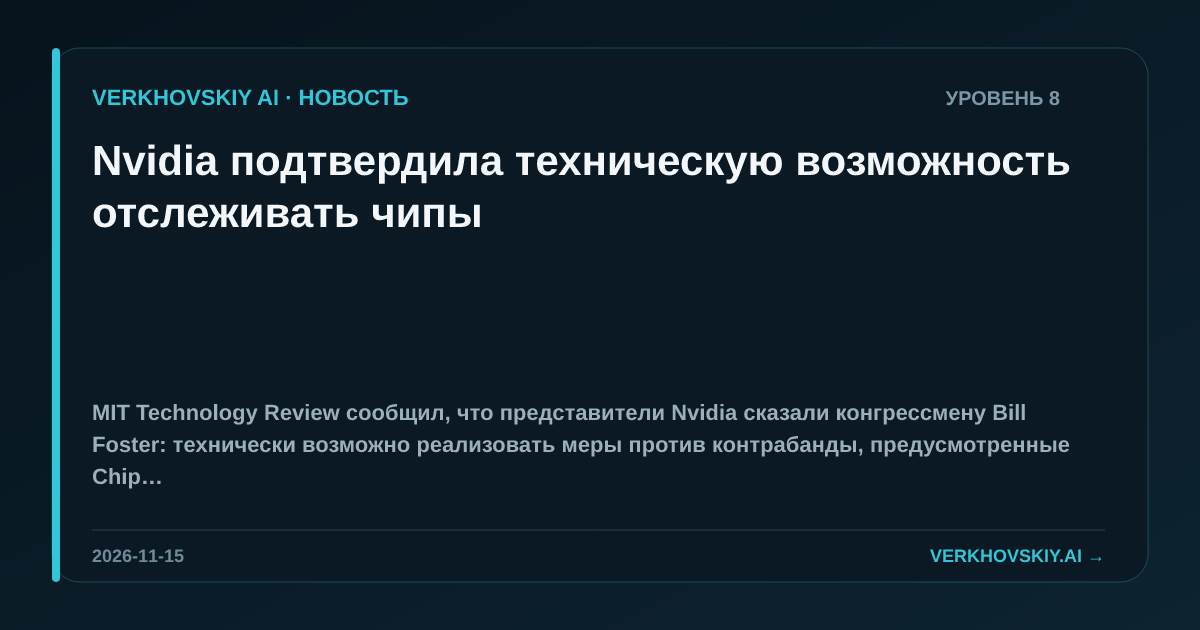 VERKHOVSKIY AI · НОВОСТЬ
УРОВЕНЬ 8
Nvidia подтвердила техническую возможность
отслеживать чипы
MIT Technology Review сообщил, что представители Nvidia сказали конгрессмену Bill
Foster: технически возможно реализовать меры против контрабанды, предусмотренные
Chip…
2026-11-15
VERKHOVSKIY.AI →